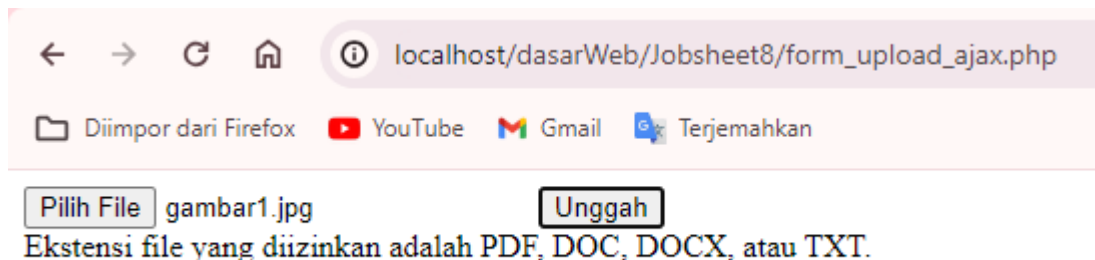 localhost/dasarWeb/Jobsheet8/form_upload_ajax.php
Diimpor dari Firefox YouTube Gmail Terjemahkan
Pilih File gambar1.jpg Unggah
Ekstensi file yang diizinkan adalah PDF, DOC, DOCX, atau TXT.